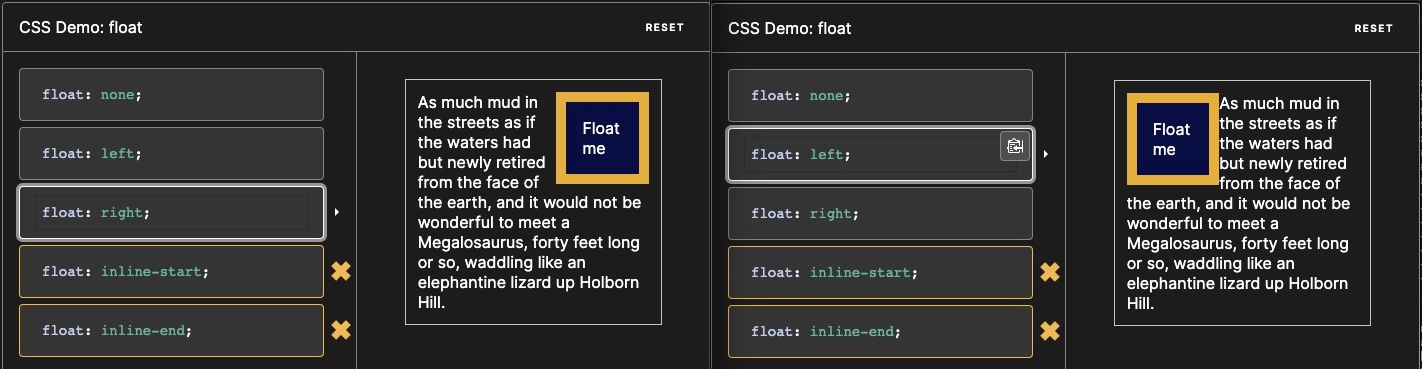 CSS Demo: float
RESET
float: none;
float: left;
float: right;
float: inline-start;
float: inline-end;
As much mud in
the streets as if
the waters had
but newly retired
from the face of
the earth, and it would not be
wonderful to meet a
Megalosaurus, forty feet long
or so, waddling like an
elephantine lizard up Holborn
Hill.
Float
me
CSS Demo: float
RESET
float: none;
float: left;
float: right;
float: inline-start;
float: inline-end;
Float
me
As much mud in
the streets as if
the waters had
but newly retired
from the face of
the earth, and it would not be
wonderful to meet a
Megalosaurus, forty feet long
or so, waddling like an
elephantine lizard up Holborn
Hill.